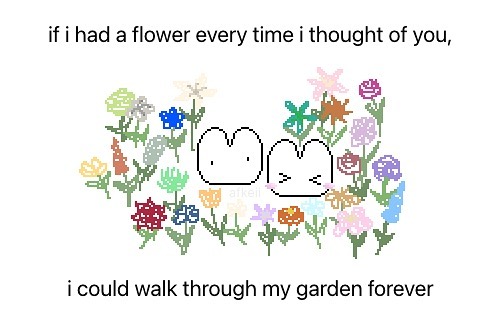 if i had a flower every time i thought of you,
i could walk through my garden forever